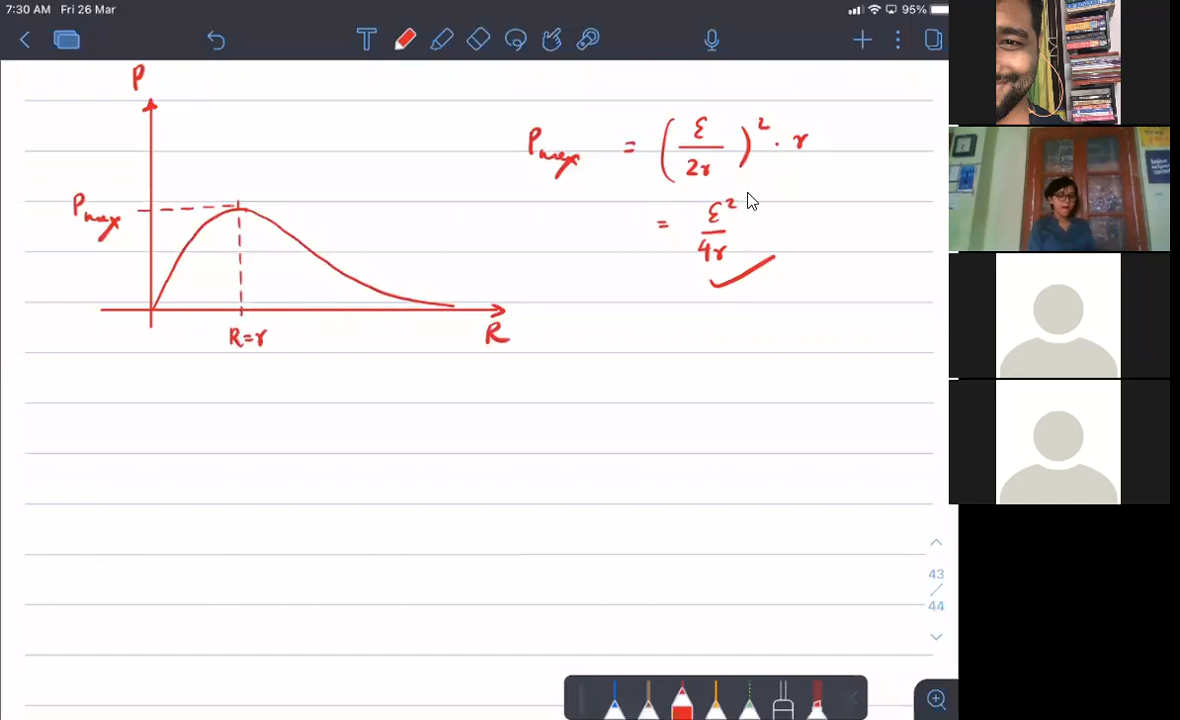 7:30 AM Fri 26 Mar
95%
P
Pmax = (ε/2r)² · r
Pmax
= ε²/4r
R=r
R
43
/
44